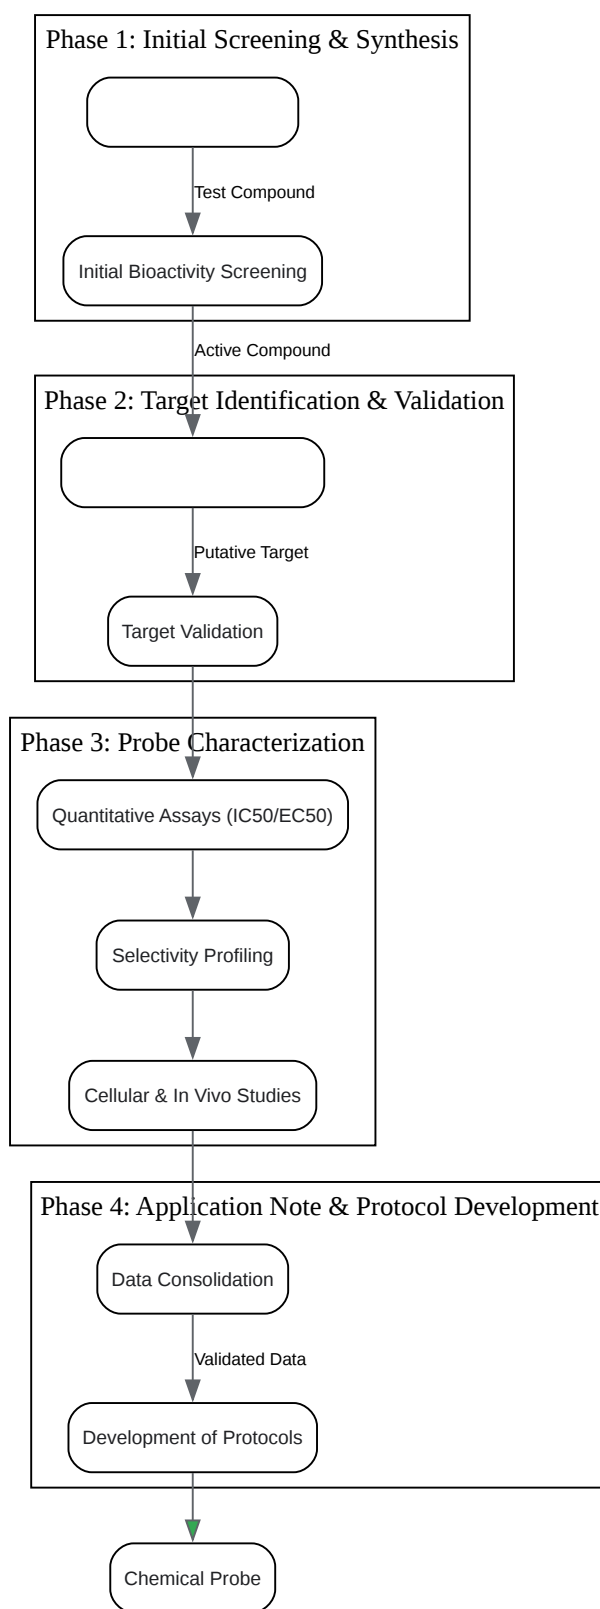 Phase 1: Initial Screening & Synthesis
Test Compound
Initial Bioactivity Screening
Active Compound
Phase 2: Target Identification & Validation
Putative Target
Target Validation
Phase 3: Probe Characterization
Quantitative Assays (IC50/EC50)
Selectivity Profiling
Cellular & In Vivo Studies
Phase 4: Application Note & Protocol Development
Data Consolidation
Validated Data
Development of Protocols
Chemical Probe